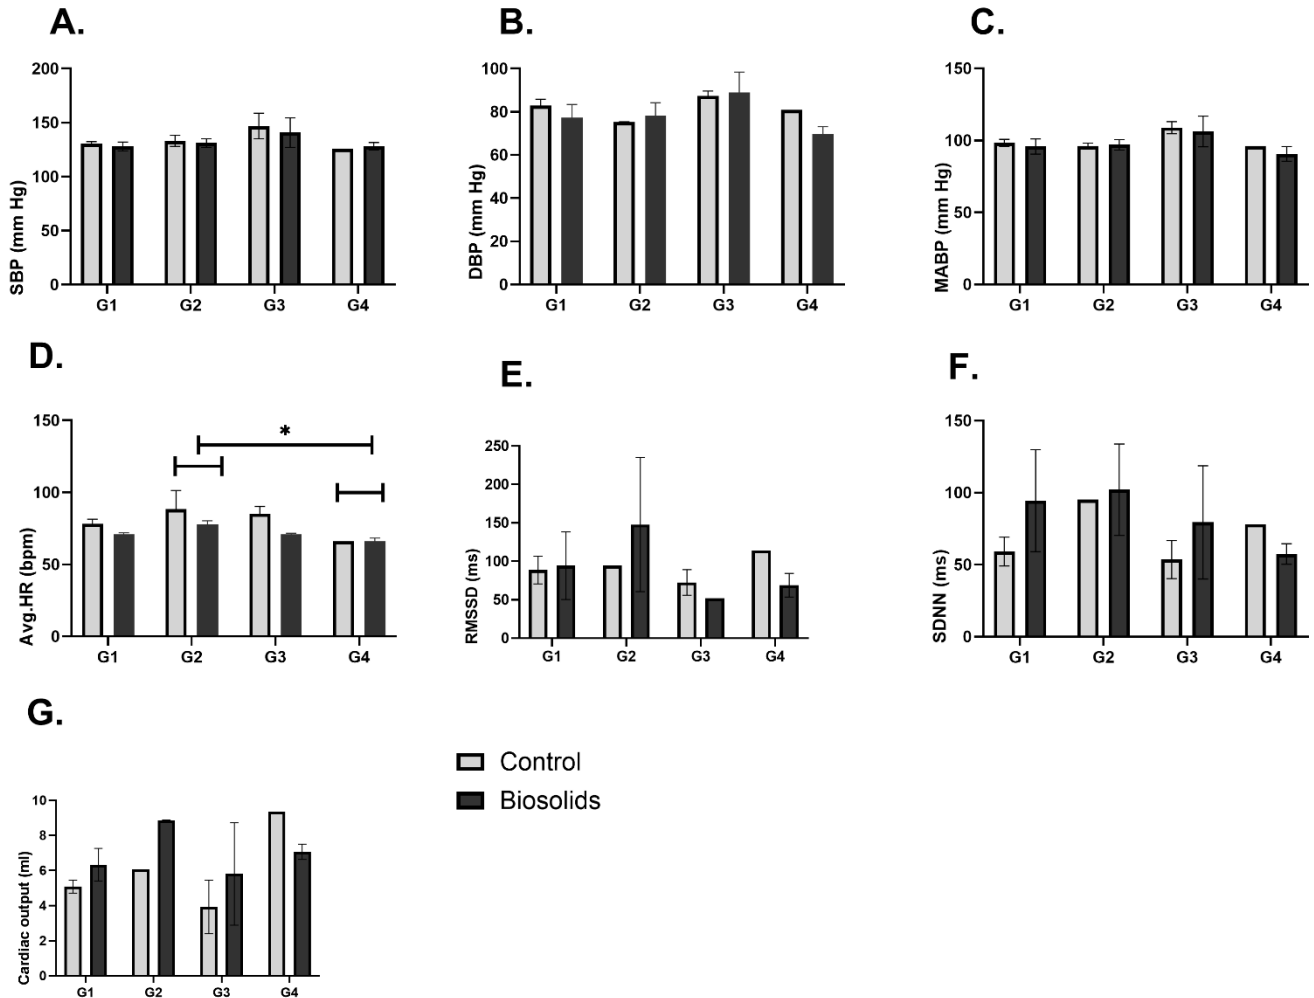 A.
B.
C.
200
150
100
50
0
SBP (mm Hg)
G1 G2 G3 G4
100
80
60
40
20
0
DBP (mm Hg)
G1 G2 G3 G4
150
100
50
0
MABP (mm Hg)
G1 G2 G3 G4
D.
E.
F.
150
100
50
0
Avg.HR (bpm)
*
G1 G2 G3 G4
250
200
150
100
50
0
RMSSD (ms)
G1 G2 G3 G4
150
100
50
0
SDNN (ms)
G1 G2 G3 G4
G.
10
8
6
4
2
0
Cardiac output (ml)
G1 G2 G3 G4
Control
Biosolids